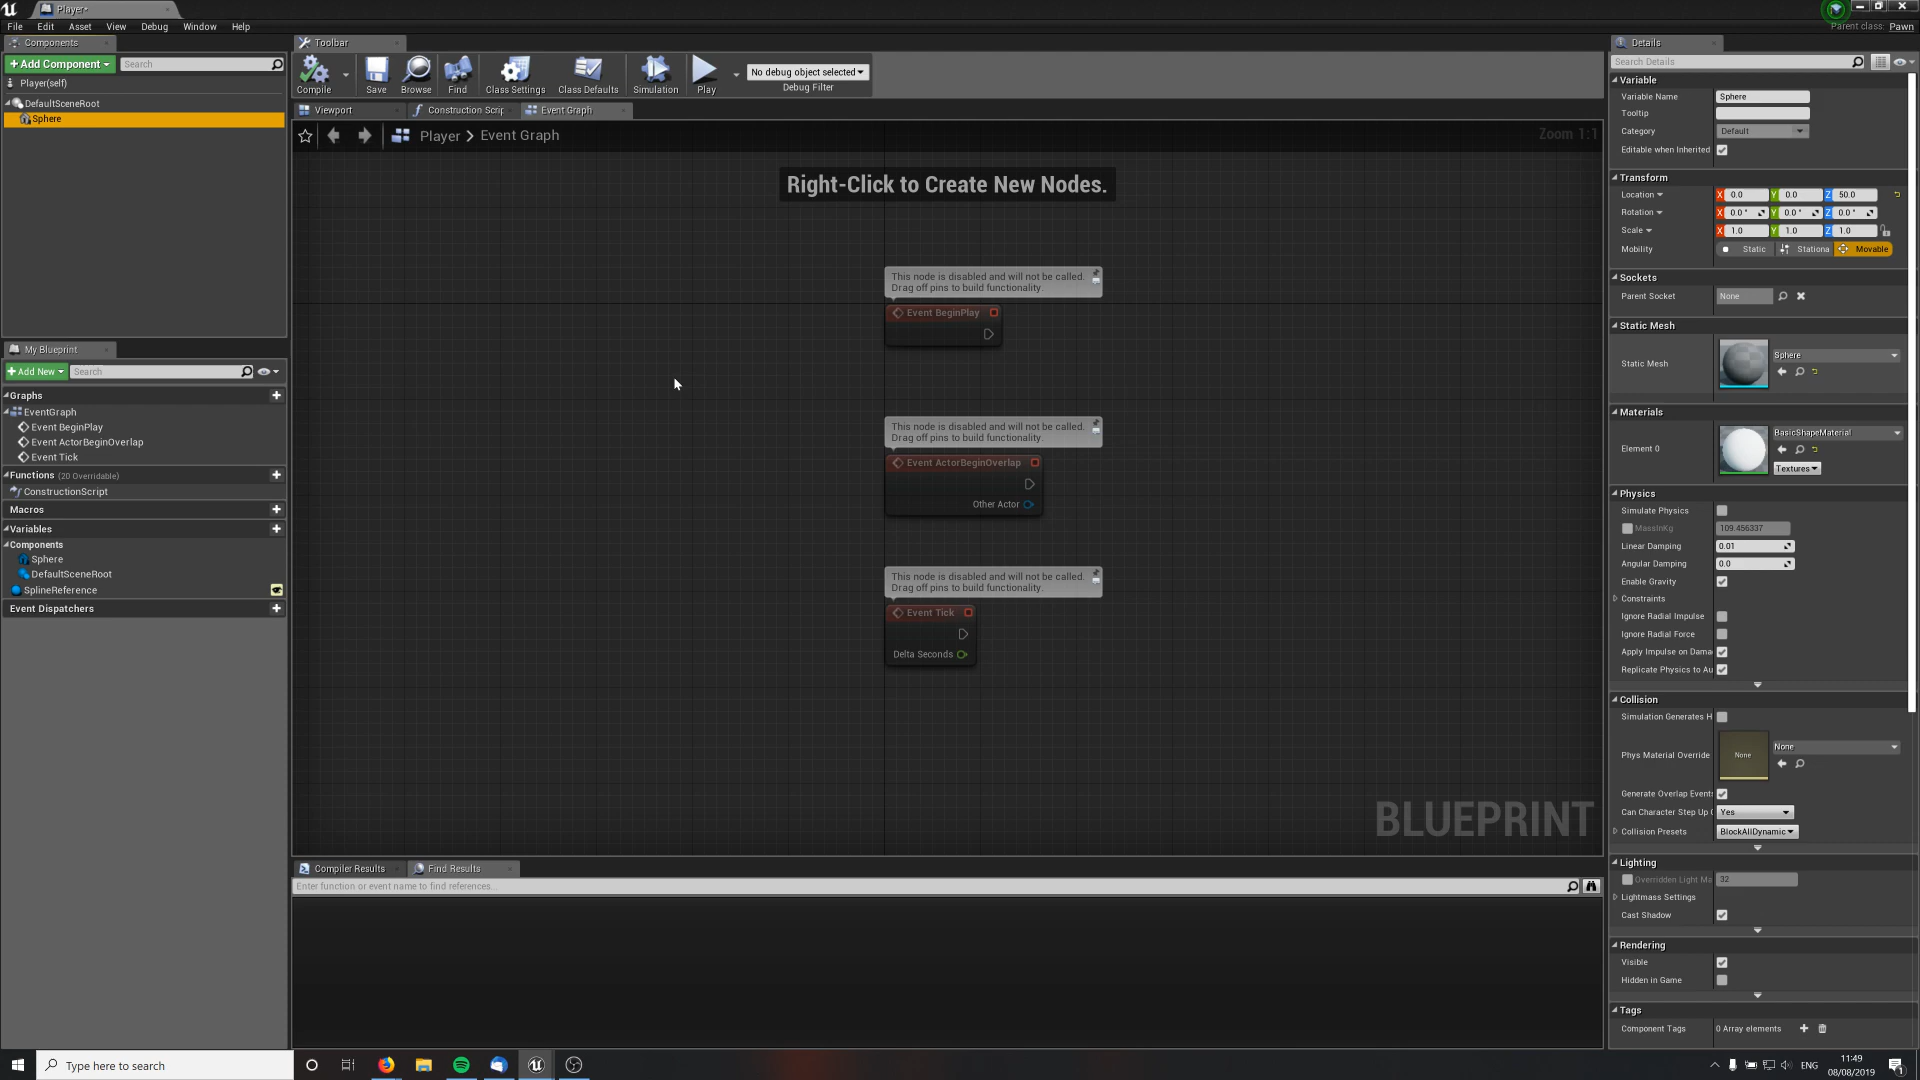 Player*
File Edit Asset View Window Debug Help
Parent class: Pawn
Components
+ Add Component
Search
Player(self)
DefaultSceneRoot
Sphere
My Blueprint
+ Add New
Search
Graphs
EventGraph
Event BeginPlay
Event ActorBeginOverlap
Event Tick
Functions (20 Overridable)
ConstructionScript
Macros
Variables
Components
Sphere
DefaultSceneRoot
SplineReference
Event Dispatchers
Toolbar
Compile
Save
Browse
Find
Class Settings
Class Defaults
Simulation
Play
No debug object selected
Debug Filter
Viewport
Construction Scrip
Event Graph
Player > Event Graph
Zoom 1:1
Right-Click to Create New Nodes.
This node is disabled and will not be called.
Drag off pins to build functionality.
Event BeginPlay
This node is disabled and will not be called.
Drag off pins to build functionality.
Event ActorBeginOverlap
Other Actor
This node is disabled and will not be called.
Drag off pins to build functionality.
Event Tick
Delta Seconds
BLUEPRINT
Compiler Results
Find Results
Enter function or event name to find references...
Details
Search Details
Variable
Variable Name Sphere
Tooltip
Category Default
Editable when Inherited
Transform
Location X 0.0 Y 0.0 Z 50.0
Rotation X 0.0 ° Y 0.0 ° Z 0.0 °
Scale X 1.0 Y 1.0 Z 1.0
Mobility Static Stationa Movable
Sockets
Parent Socket None
Static Mesh
Static Mesh Sphere
Materials
Element 0 BasicShapeMaterial
Textures
Physics
Simulate Physics
MassInKg 109.456337
Linear Damping 0.01
Angular Damping 0.0
Enable Gravity
Constraints
Ignore Radial Impulse
Ignore Radial Force
Apply Impulse on Dama
Replicate Physics to Au
Collision
Simulation Generates H
Phys Material Override None None
Generate Overlap Event
Can Character Step Up Yes
Collision Presets BlockAllDynamic
Lighting
Overridden Light Ma 32
Lightmass Settings
Cast Shadow
Rendering
Visible
Hidden in Game
Tags
Component Tags 0 Array elements
Type here to search
ENG
11:49
08/08/2019